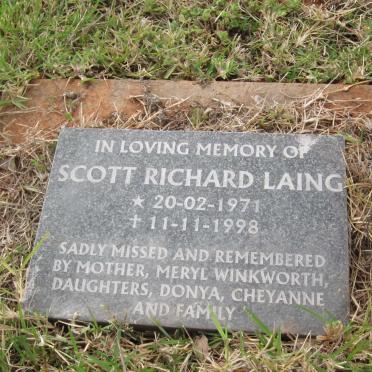 IN LOVING MEMORY OF
SCOTT RICHARD LAING
★ 20-02-1971
✝ 11-11-1998
SADLY MISSED AND REMEMBERED
BY MOTHER, MERYL WINKWORTH,
DAUGHTERS, DONYA, CHEYANNE
AND FAMILY